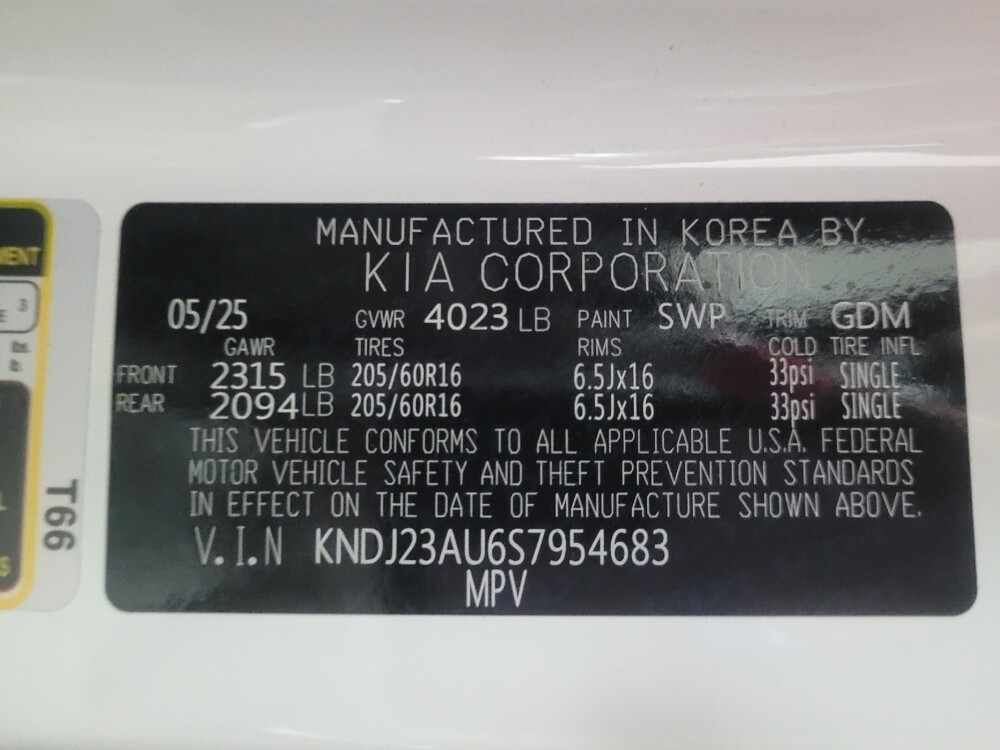 MANUFACTURED IN KOREA BY
KIA CORPORATION
05/25 GVWR 4023 LB PAINT SWP TRIM GDM
GAWR TIRES RIMS COLD TIRE INFL
FRONT 2315 LB 205/60R16 6.5Jx16 33psi SINGLE
REAR 2094 LB 205/60R16 6.5Jx16 33psi SINGLE
THIS VEHICLE CONFORMS TO ALL APPLICABLE U.S.A. FEDERAL
MOTOR VEHICLE SAFETY AND THEFT PREVENTION STANDARDS
IN EFFECT ON THE DATE OF MANUFACTURE SHOWN ABOVE.
V.I.N KNDJ23AU6S7954683
MPV
3
lbs.
lb.
T66